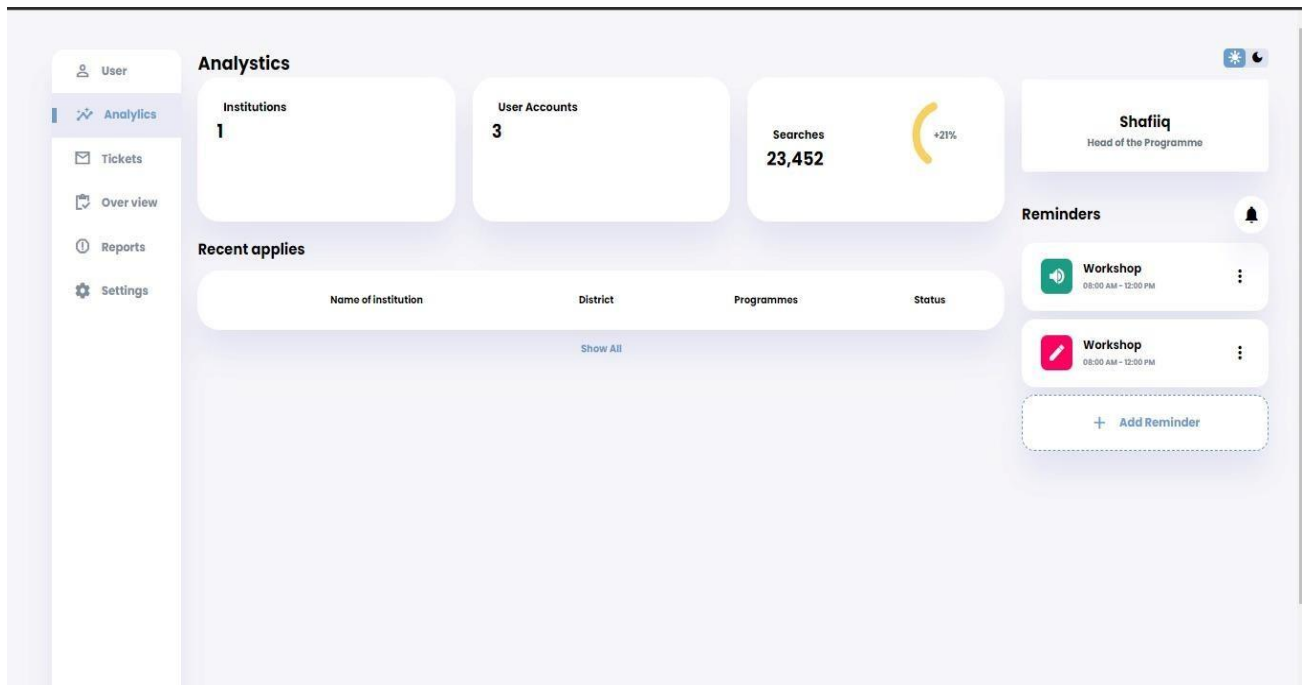 User
Analylics
Tickets
Over view
Reports
Settings
Analystics
Institutions
1
User Accounts
3
Searches
23,452
+21%
Recent applies
Name of institution District Programmes Status
Show All
Shafiiq
Head of the Programme
Reminders
Workshop
08:00 AM - 12:00 PM
Workshop
08:00 AM - 12:00 PM
+ Add Reminder